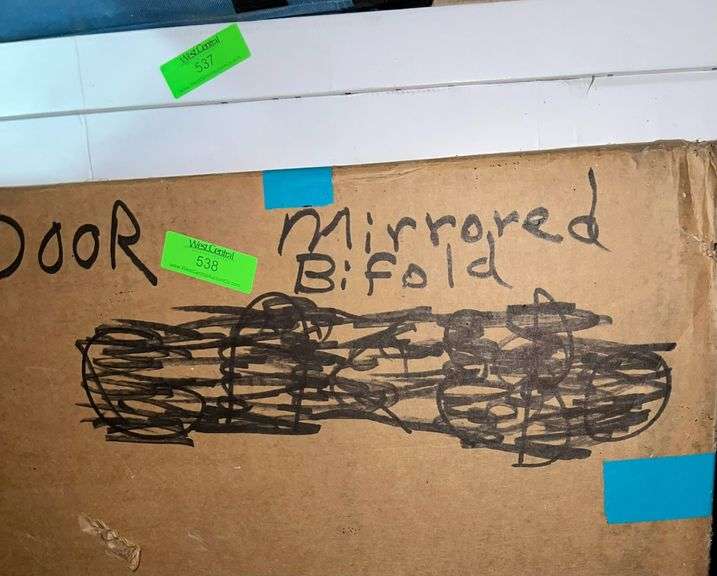 West Central
537
DOOR
West Central
538
Mirrored
Bifold